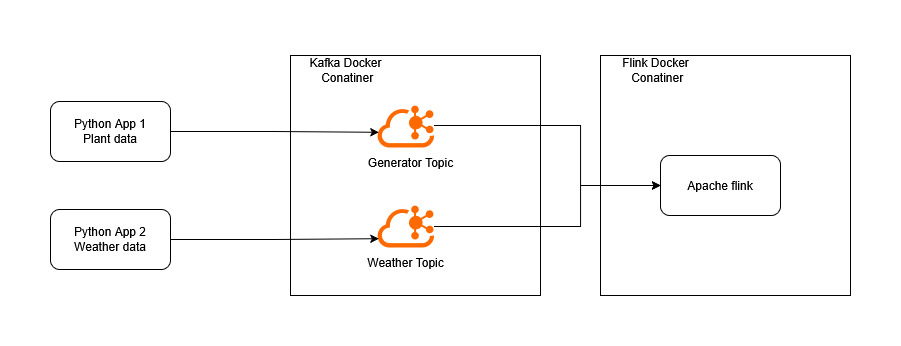 Kafka Docker
Conatiner
Flink Docker
Conatiner
Python App 1
Plant data
Generator Topic
Apache flink
Python App 2
Weather data
Weather Topic